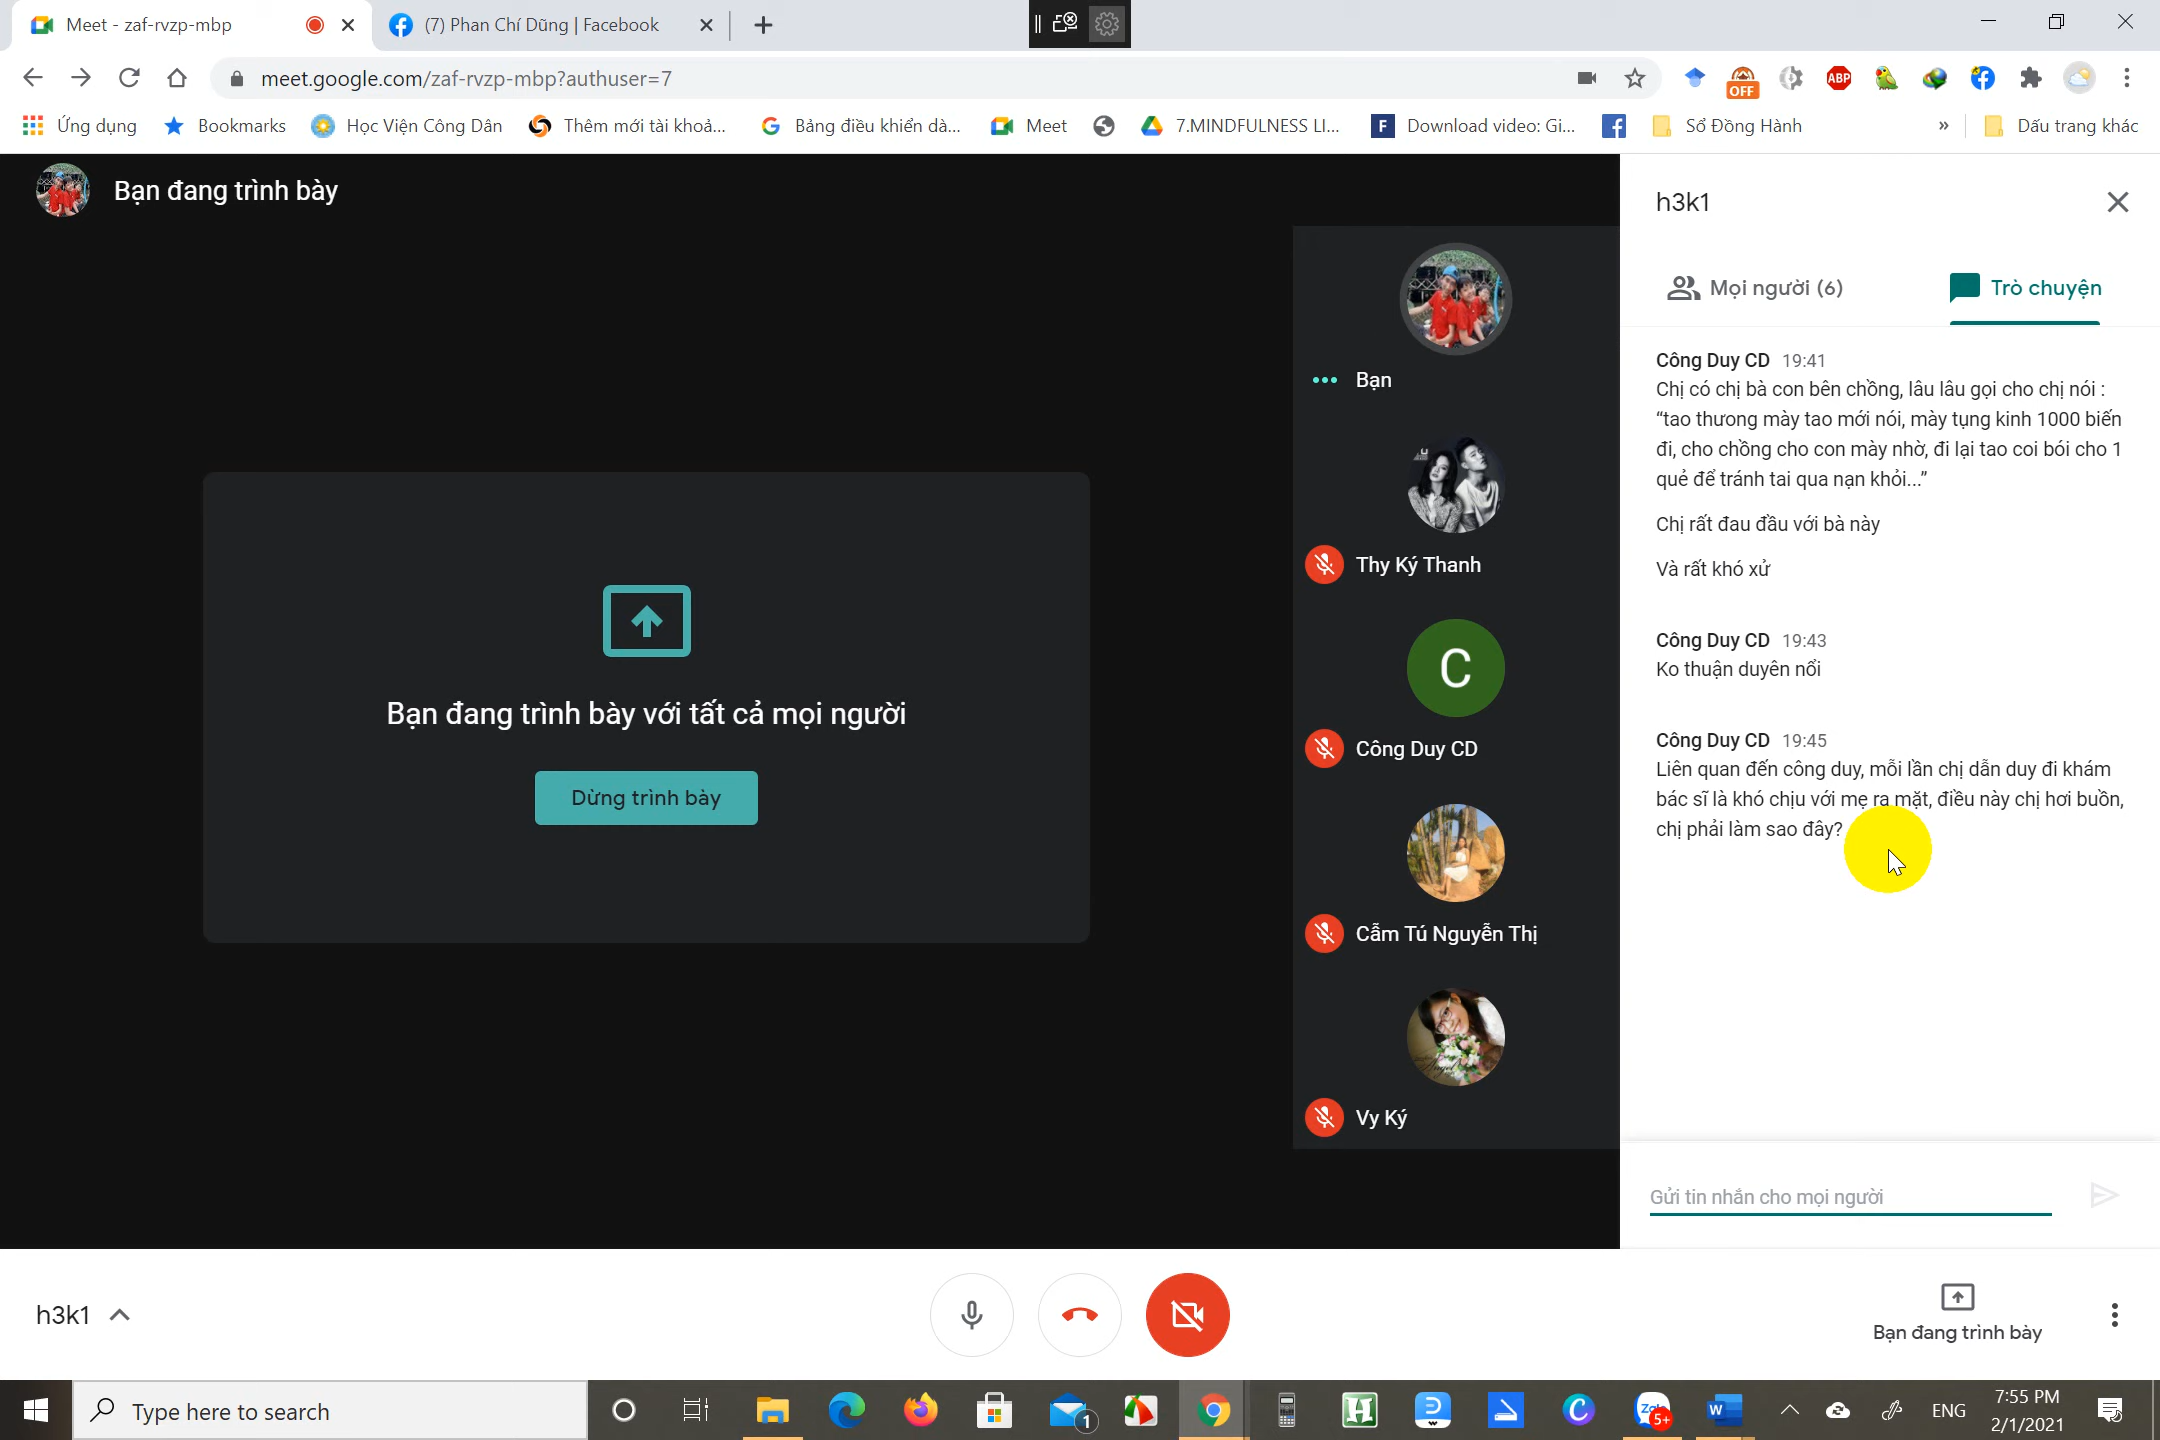 Meet - zaf-rvzp-mbp
(7) Phan Chí Dũng | Facebook
meet.google.com/zaf-rvzp-mbp?authuser=7
OFF
ABP
Ứng dụng
Bookmarks
Học Viện Công Dân
Thêm mới tài khoả...
Bảng điều khiển dà...
Meet
7.MINDFULNESS LI...
Download video: Gi...
Sổ Đồng Hành
»
Dấu trang khác
Bạn đang trình bày
Bạn đang trình bày với tất cả mọi người
Dừng trình bày
Bạn
Thy Ký Thanh
C
Công Duy CD
Cẩm Tú Nguyễn Thị
Vy Ký
h3k1
Mọi người (6)
Trò chuyện
Công Duy CD 19:41
Chị có chị bà con bên chồng, lâu lâu gọi cho chị nói :
“tao thương mày tao mới nói, mày tụng kinh 1000 biến
đi, cho chồng cho con mày nhờ, đi lại tao coi bói cho 1
quẻ để tránh tai qua nạn khỏi...”
Chị rất đau đầu với bà này
Và rất khó xử
Công Duy CD 19:43
Ko thuận duyên nổi
Công Duy CD 19:45
Liên quan đến công duy, mỗi lần chị dẫn duy đi khám
bác sĩ là khó chịu với mẹ ra mặt, điều này chị hơi buồn,
chị phải làm sao đây?
Gửi tin nhắn cho mọi người
h3k1
Bạn đang trình bày
Type here to search
1
Zalo
5+
ENG
7:55 PM
2/1/2021